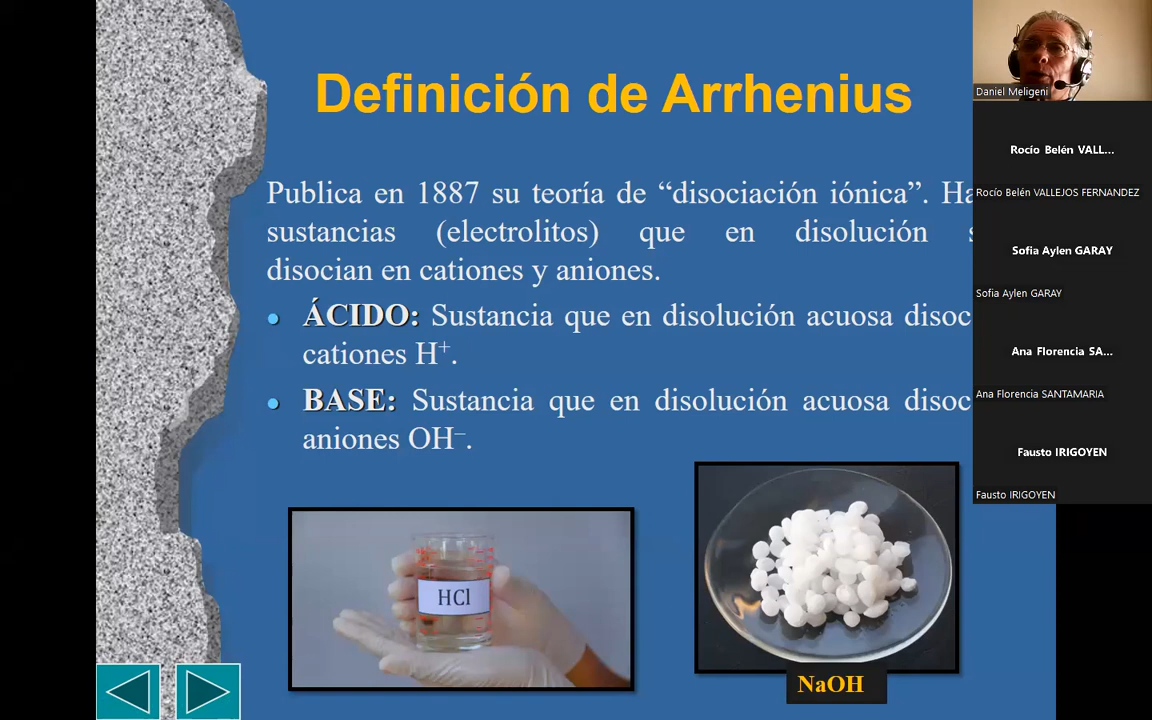 Definición de Arrhenius
Publica en 1887 su teoría de “disociación iónica”.
sustancias (electrolitos) que en disolución
disocian en cationes y aniones.
ÁCIDO: Sustancia que en disolución acuosa disoc
cationes H⁺.
BASE: Sustancia que en disolución acuosa disoc
aniones OH⁻.
HCl
NaOH
Daniel Meligeni
Rocío Belén VALL...
Rocío Belén VALLEJOS FERNANDEZ
Sofia Aylen GARAY
Sofia Aylen GARAY
Ana Florencia SA...
Ana Florencia SANTAMARIA
Fausto IRIGOYEN
Fausto IRIGOYEN